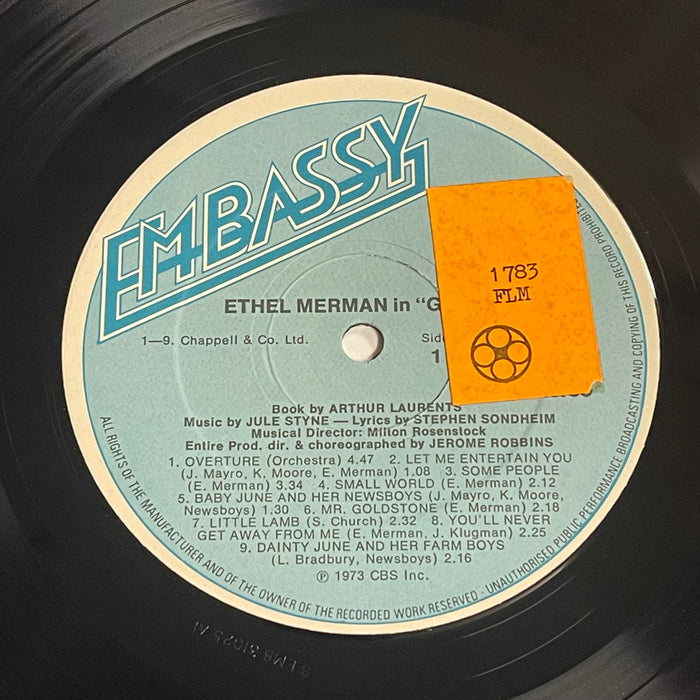 EMBASSY
ETHEL MERMAN in "G
1—9. Chappell & Co. Ltd.
Side
1
1783
FLM
Book by ARTHUR LAURENTS
Music by JULE STYNE — Lyrics by STEPHEN SONDHEIM
Musical Director: Milton Rosenstock
Entire Prod. dir. & choreographed by JEROME ROBBINS
1. OVERTURE (Orchestra) 4.47 2. LET ME ENTERTAIN YOU
(J. Mayro, K. Moore, E. Merman) 1.08 3. SOME PEOPLE
(E. Merman) 3.34 4. SMALL WORLD (E. Merman) 2.12
5. BABY JUNE AND HER NEWSBOYS (J. Mayro, K. Moore,
Newsboys) 1.30 6. MR. GOLDSTONE (E. Merman) 2.18
7. LITTLE LAMB (S. Church) 2.32 8. YOU'LL NEVER
GET AWAY FROM ME (E. Merman, J. Klugman) 2.25
9. DAINTY JUNE AND HER FARM BOYS
(L. Bradbury, Newsboys) 2.16
℗ 1973 CBS Inc.
ALL RIGHTS OF THE MANUFACTURER AND OF THE OWNER OF THE RECORDED WORK RESERVED · UNAUTHORISED PUBLIC PERFORMANCE BROADCASTING AND COPYING OF THIS RECORD PROHIBITE
EMB 31025 A1